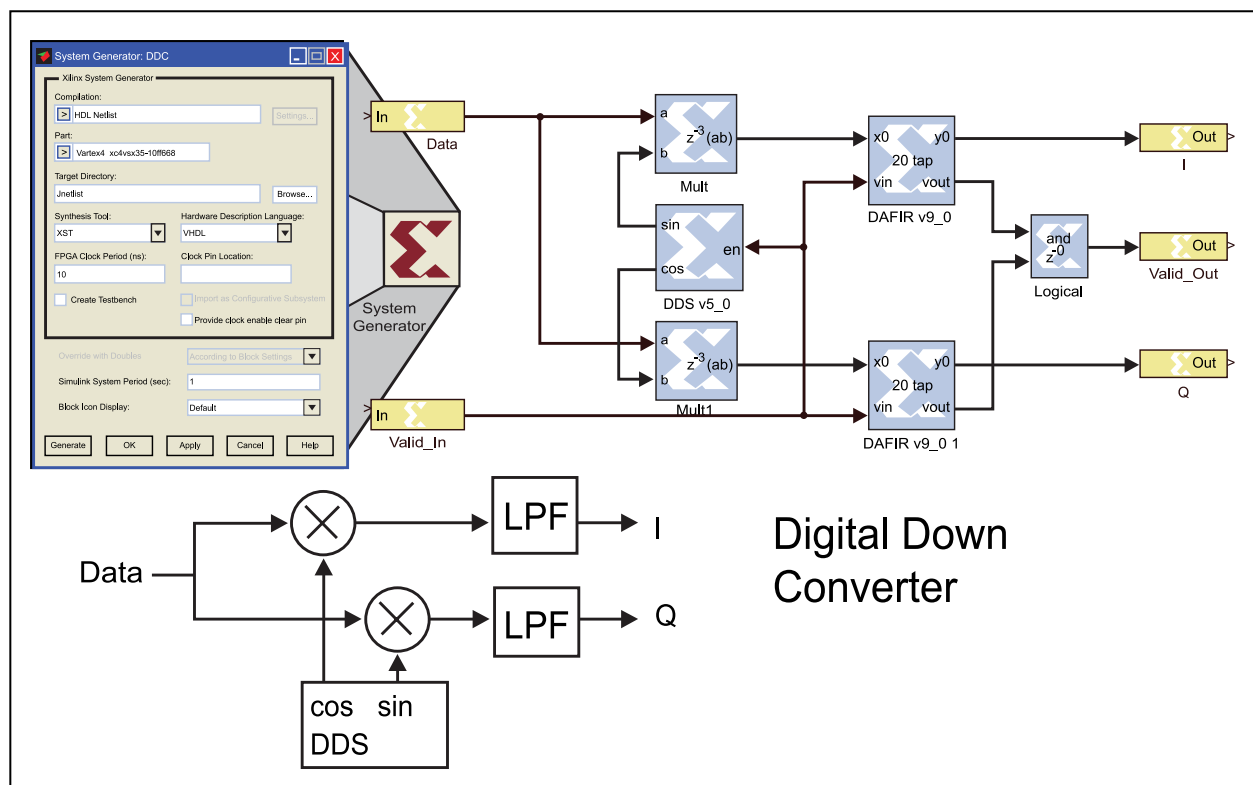 System Generator: DDC
Xilinx System Generator
Compilation:
> HDL Netlist
Settings...
Part:
> Vartex4 xc4vsx35-10ff668
Target Directory:
Jnetlist
Browse...
Synthesis Tool:
Hardware Description Language:
XST
VHDL
FPGA Clock Period (ns):
Clock Pin Location:
10
Create Testbench
Import as Configurative Subsystem
Provide clock enable clear pin
Override with Doubles
According to Block Settings
Simulink System Period (sec):
1
Block Icon Display:
Default
Generate
OK
Apply
Cancel
Help
System
Generator
In
Data
In
Valid_In
a
b
z-3 (ab)
Mult
sin
cos
en
DDS v5_0
a
b
z-3 (ab)
Mult1
x0
y0
20 tap
vin
vout
DAFIR v9_0
x0
y0
20 tap
vin
vout
DAFIR v9_0 1
and
z-0
Logical
Out
I
Out
Valid_Out
Out
Q
Data
LPF
I
LPF
Q
cos sin
DDS
Digital Down
Converter